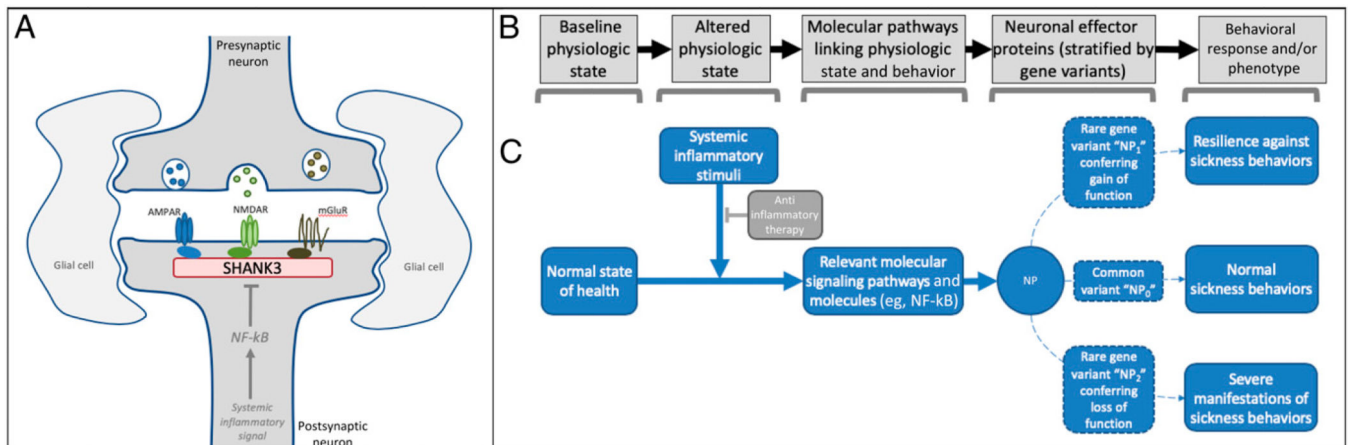 A
Presynaptic
neuron
AMPAR
NMDAR
mGluR
Glial cell
SHANK3
Glial cell
NF-kB
Systemic
inflammatory
signal
Postsynaptic
neuron
B
Baseline
physiologic
state
Altered
physiologic
state
Molecular pathways
linking physiologic
state and behavior
Neuronal effector
proteins (stratified by
gene variants)
Behavioral
response and/or
phenotype
C
Systemic
inflammatory
stimuli
Anti
inflammatory
therapy
Normal state
of health
Relevant molecular
signaling pathways and
molecules (eg, NF-kB)
NP
Rare gene
variant "NP1"
conferring
gain of
function
Resilience against
sickness behaviors
Common
variant "NP0"
Normal
sickness behaviors
Rare gene
variant "NP2"
conferring
loss of
function
Severe
manifestations of
sickness behaviors